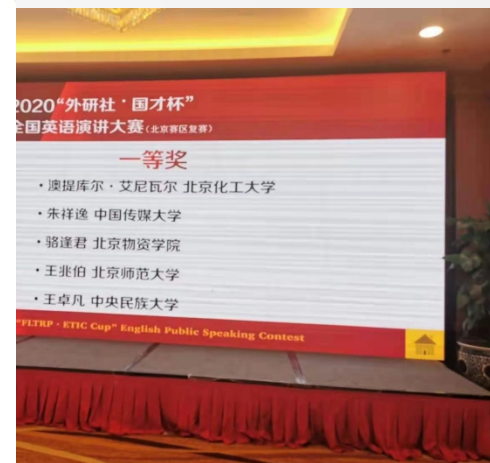 2020“外研社·国才杯”
全国英语演讲大赛(北京赛区复赛)
一等奖
·澳提库尔·艾尼瓦尔 北京化工大学
·朱祥逸 中国传媒大学
·骆逢君 北京物资学院
·王兆伯 北京师范大学
·王卓凡 中央民族大学
"FLTRP·ETIC Cup" English Public Speaking Contest